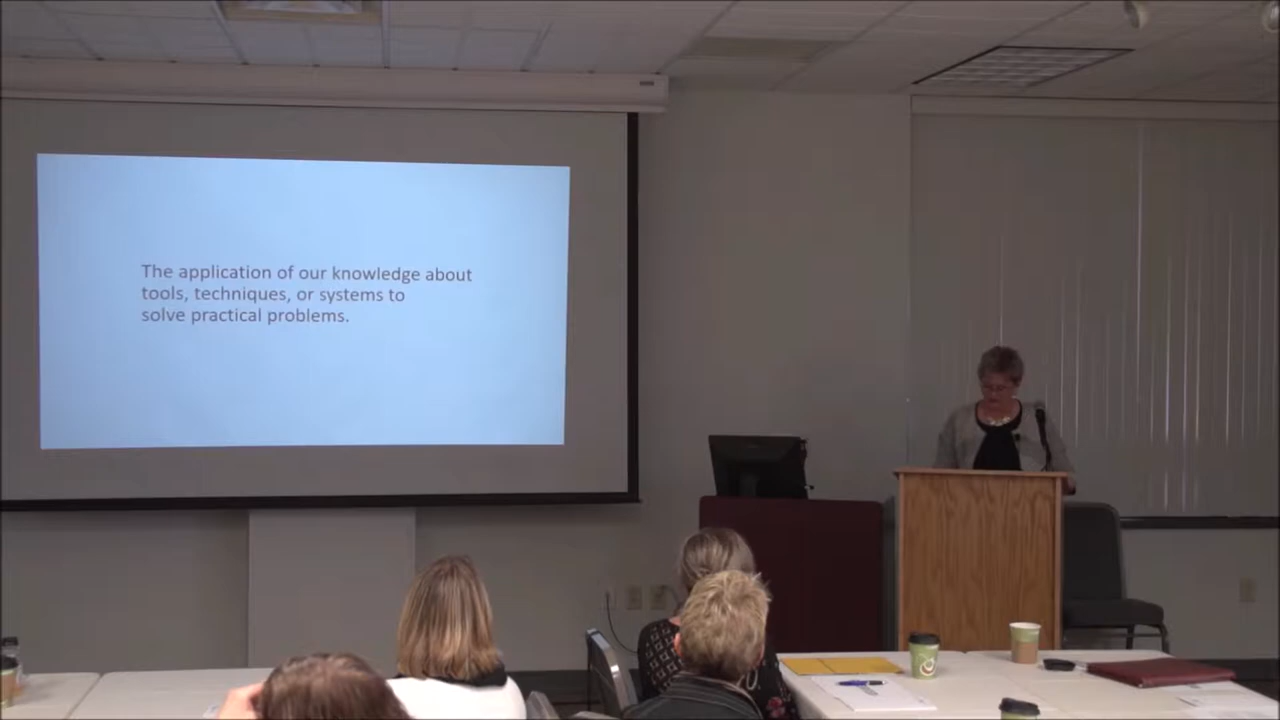 The application of our knowledge about
tools, techniques, or systems to
solve practical problems.